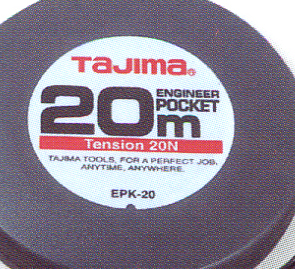 TaJima®
20m ENGINEER POCKET
Tension 20N
TAJIMA TOOLS, FOR A PERFECT JOB,
ANYTIME, ANYWHERE.
EPK-20